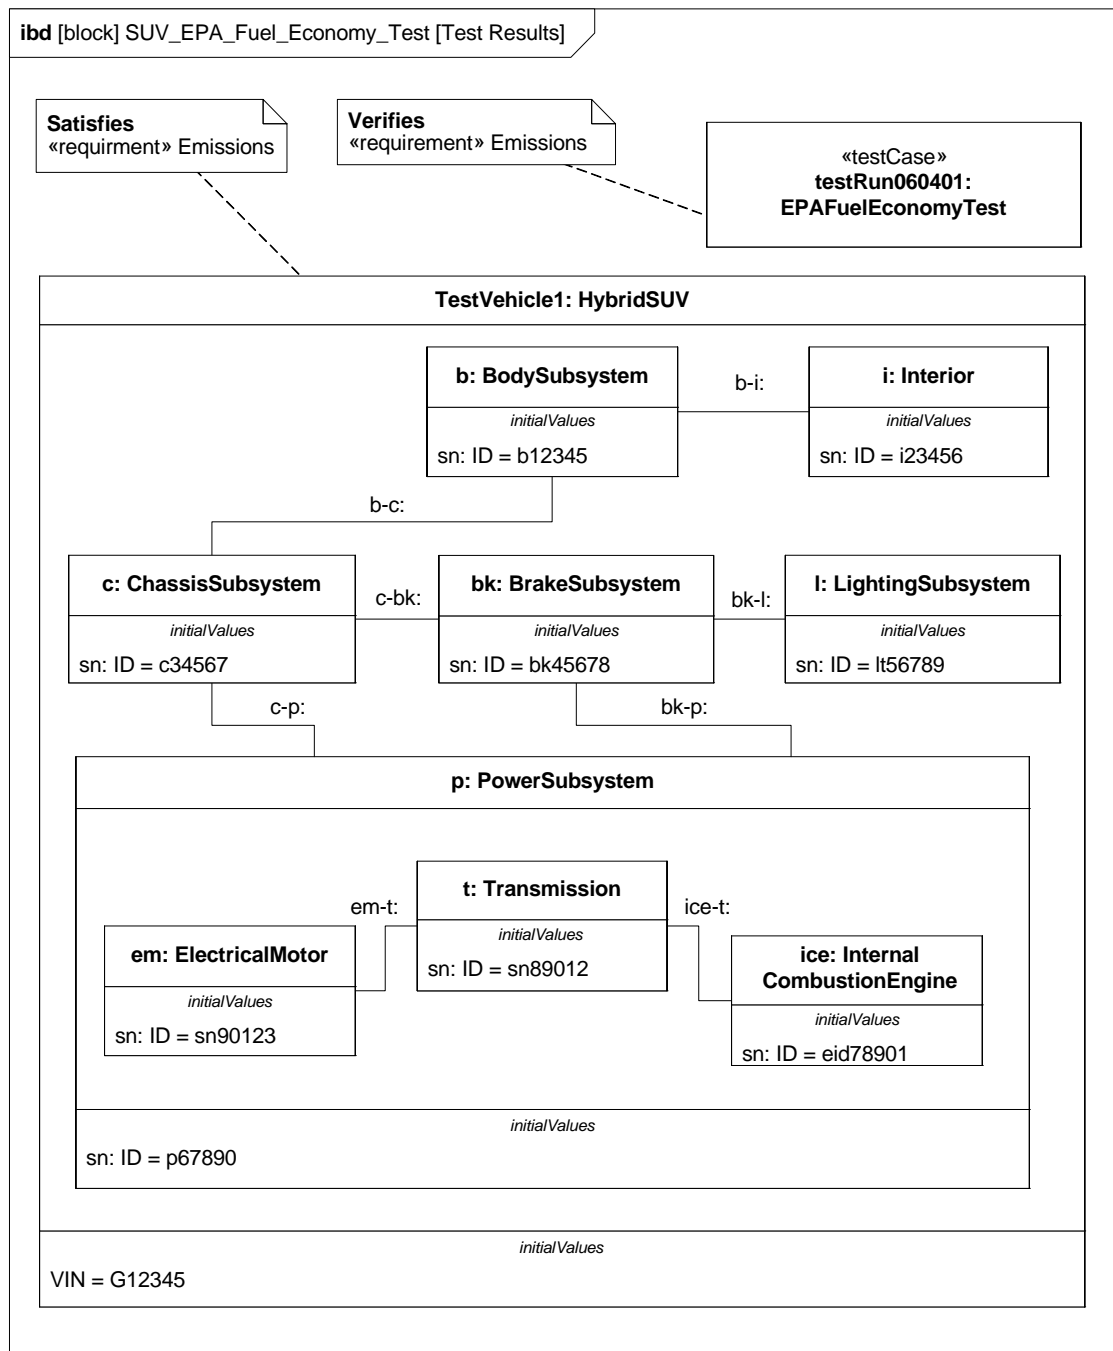 ibd [block] SUV_EPA_Fuel_Economy_Test [Test Results]
Satisfies
«requirment» Emissions
Verifies
«requirement» Emissions
«testCase»
testRun060401:
EPAFuelEconomyTest
TestVehicle1: HybridSUV
b: BodySubsystem
initialValues
sn: ID = b12345
b-i:
i: Interior
initialValues
sn: ID = i23456
b-c:
c: ChassisSubsystem
initialValues
sn: ID = c34567
c-bk:
bk: BrakeSubsystem
initialValues
sn: ID = bk45678
bk-l:
l: LightingSubsystem
initialValues
sn: ID = lt56789
c-p:
bk-p:
p: PowerSubsystem
t: Transmission
initialValues
sn: ID = sn89012
em-t:
ice-t:
em: ElectricalMotor
initialValues
sn: ID = sn90123
ice: Internal
CombustionEngine
initialValues
sn: ID = eid78901
initialValues
sn: ID = p67890
initialValues
VIN = G12345